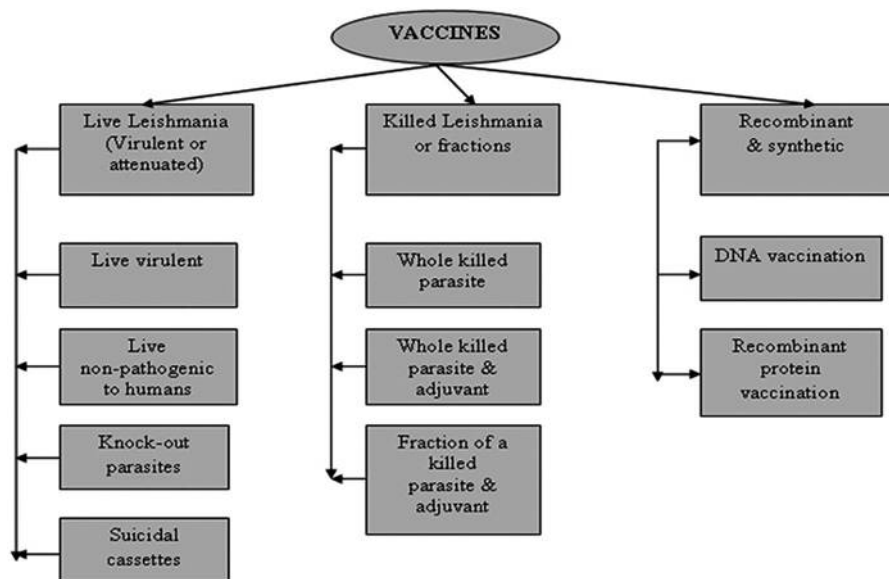 VACCINES
Live Leishmania
(Virulent or
attenuated)
Live virulent
Live
non-pathogenic
to humans
Knock-out
parasites
Suicidal
cassettes
Killed Leishmania
or fractions
Whole killed
parasite
Whole killed
parasite & adjuvant
Fraction of a
killed
parasite &
adjuvant
Recombinant
& synthetic
DNA vaccination
Recombinant
protein
vaccination